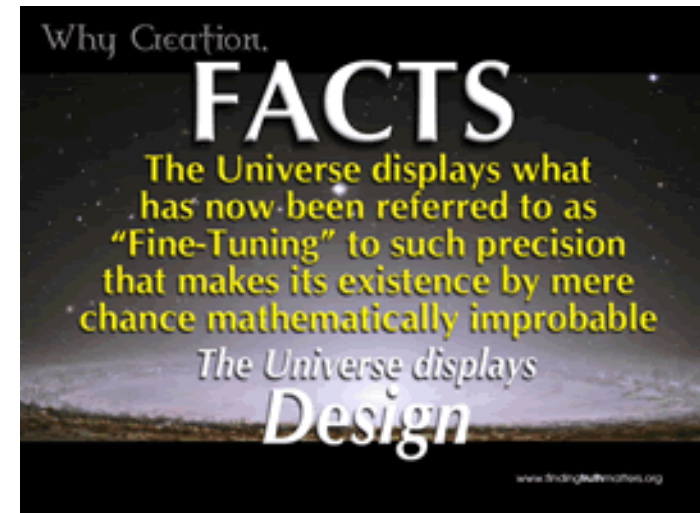 Why Creation.
FACTS
The Universe displays what
has now been referred to as
“Fine-Tuning” to such precision
that makes its existence by mere
chance mathematically improbable
The Universe displays
Design
www.findingtruthmatters.org